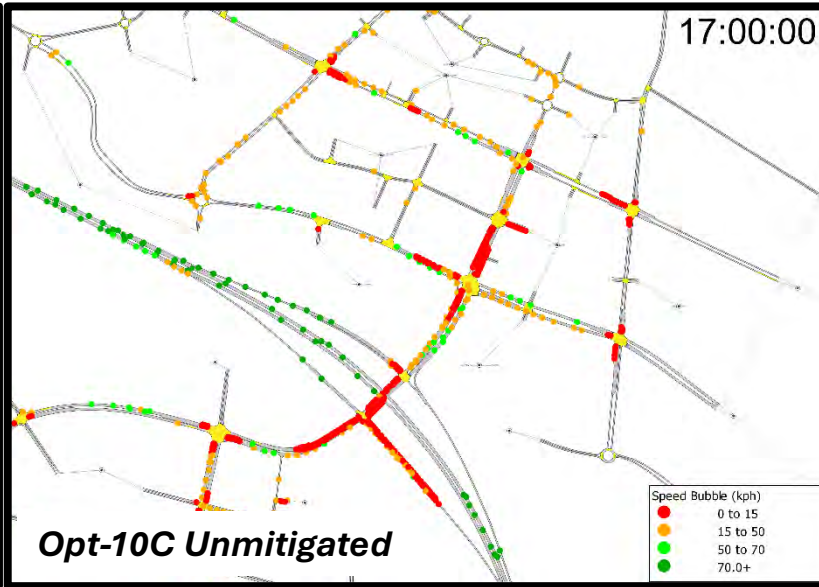 17:00:00
Speed Bubble (kph)
0 to 15
15 to 50
50 to 70
70.0+
Opt-10C Unmitigated